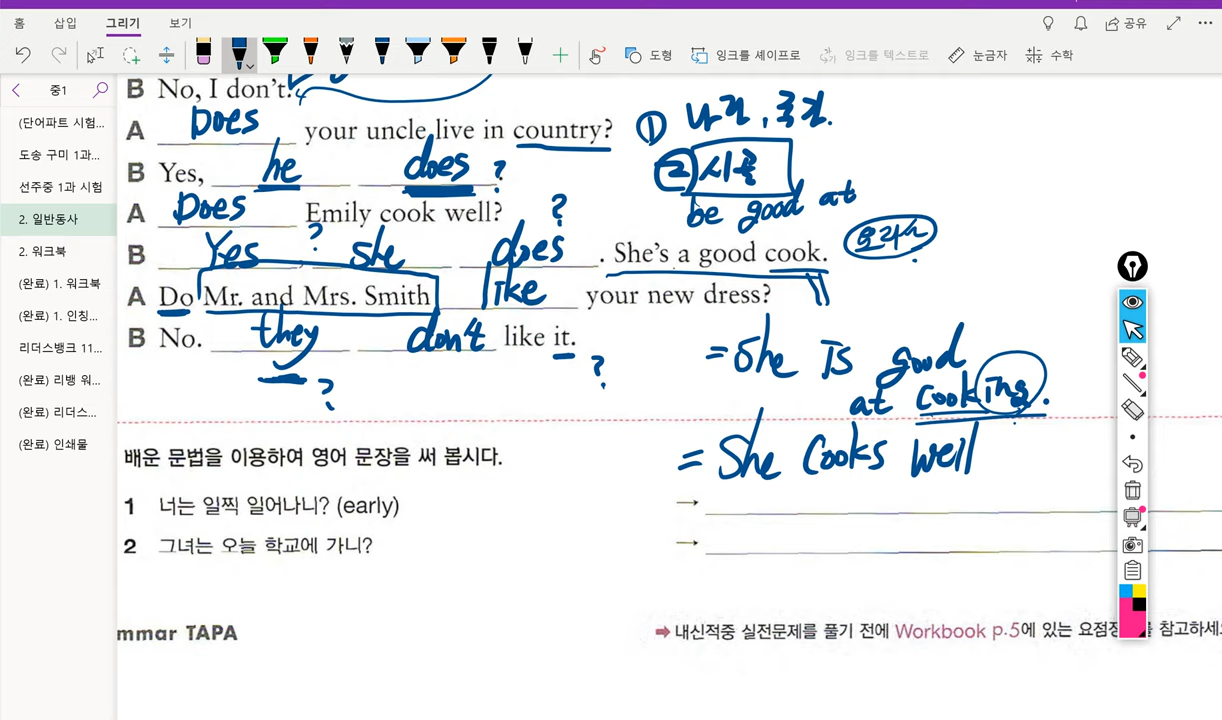 홈 삽입 그리기 보기 공유
도형 잉크를 셰이프로 잉크를 텍스트로 눈금자 수학
중1
(단어파트 시험...
도송 구미 1과...
선주중 1과 시험
2. 일반동사
2. 워크북
(완료) 1. 워크북
(완료) 1. 인칭...
리더스뱅크 11...
(완료) 리뱅 워...
(완료) 리더스...
(완료) 인쇄물
B No, I don't.
A Does your uncle live in country?
① 나라, 국가.
B Yes, he does ?
② 시골
be good at
A Does Emily cook well? ?
B Yes ? she does. She's a good cook.
요리사
A Do Mr. and Mrs. Smith like your new dress?
B No. they don't like it.
? ?
= She is good
at cooking.
= She cooks well
배운 문법을 이용하여 영어 문장을 써 봅시다.
1 너는 일찍 일어나니? (early) →
2 그녀는 오늘 학교에 가니? →
mmar TAPA
➡ 내신적중 실전문제를 풀기 전에 Workbook p.5에 있는 요점정 를 참고하세